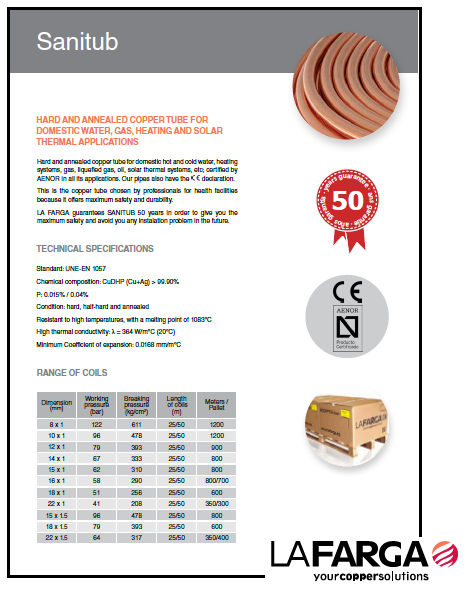 Sanitub
HARD AND ANNEALED COPPER TUBE FOR
DOMESTIC WATER, GAS, HEATING AND SOLAR
THERMAL APPLICATIONS
Hard and annealed copper tube for domestic hot and cold water, heating
systems, gas, liquefied gas, oil, solar thermal systems, etc; certified by
AENOR in all its applications. Our pipes also have the CE declaration.
This is the copper tube chosen by professionals for health facilities
because it offers maximum safety and durability.
LA FARGA guarantees SANITUB 50 years in order to give you the
maximum safety and avoid you any instalation problem in the future.
years guarantee
50
años garantía
TECHNICAL SPECIFICATIONS
Standard: UNE-EN 1057
Chemical composition: CuDHP (Cu+Ag) > 99.90%
P: 0.015% / 0.04%
Condition: hard, half-hard and annealed
Resistant to high temperatures, with a melting point of 1083°C
High thermal conductivity: λ = 364 W/m°C (20°C)
Minimum Coefficient of expansion: 0.0168 mm/m°C
CE
AENOR
N
Producto
Certificado
RANGE OF COILS
Dimension (mm) Working pressure (bar) Breaking pressure (kg/cm²) Length of coils (m) Meters / Pallet
8 x 1 122 611 25/50 1200
10 x 1 96 478 25/50 1200
12 x 1 79 393 25/50 900
14 x 1 67 333 25/50 800
15 x 1 62 310 25/50 800
16 x 1 58 290 25/50 800/700
18 x 1 51 256 25/50 600
22 x 1 41 208 25/50 350/300
15 x 1.5 96 478 25/50 800
18 x 1.5 79 393 25/50 600
22 x 1.5 64 317 25/50 350/400
LAFARGA
LAFARGA
yourcoppersolutions